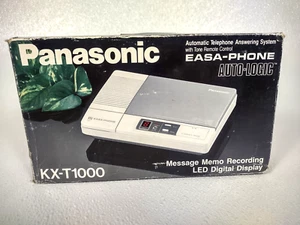 Panasonic
Automatic Telephone Answering System
with Tone Remote Control
EASA-PHONE
AUTO-LOGIC
Panasonic
KX-T1000
Message Memo Recording
LED Digital Display